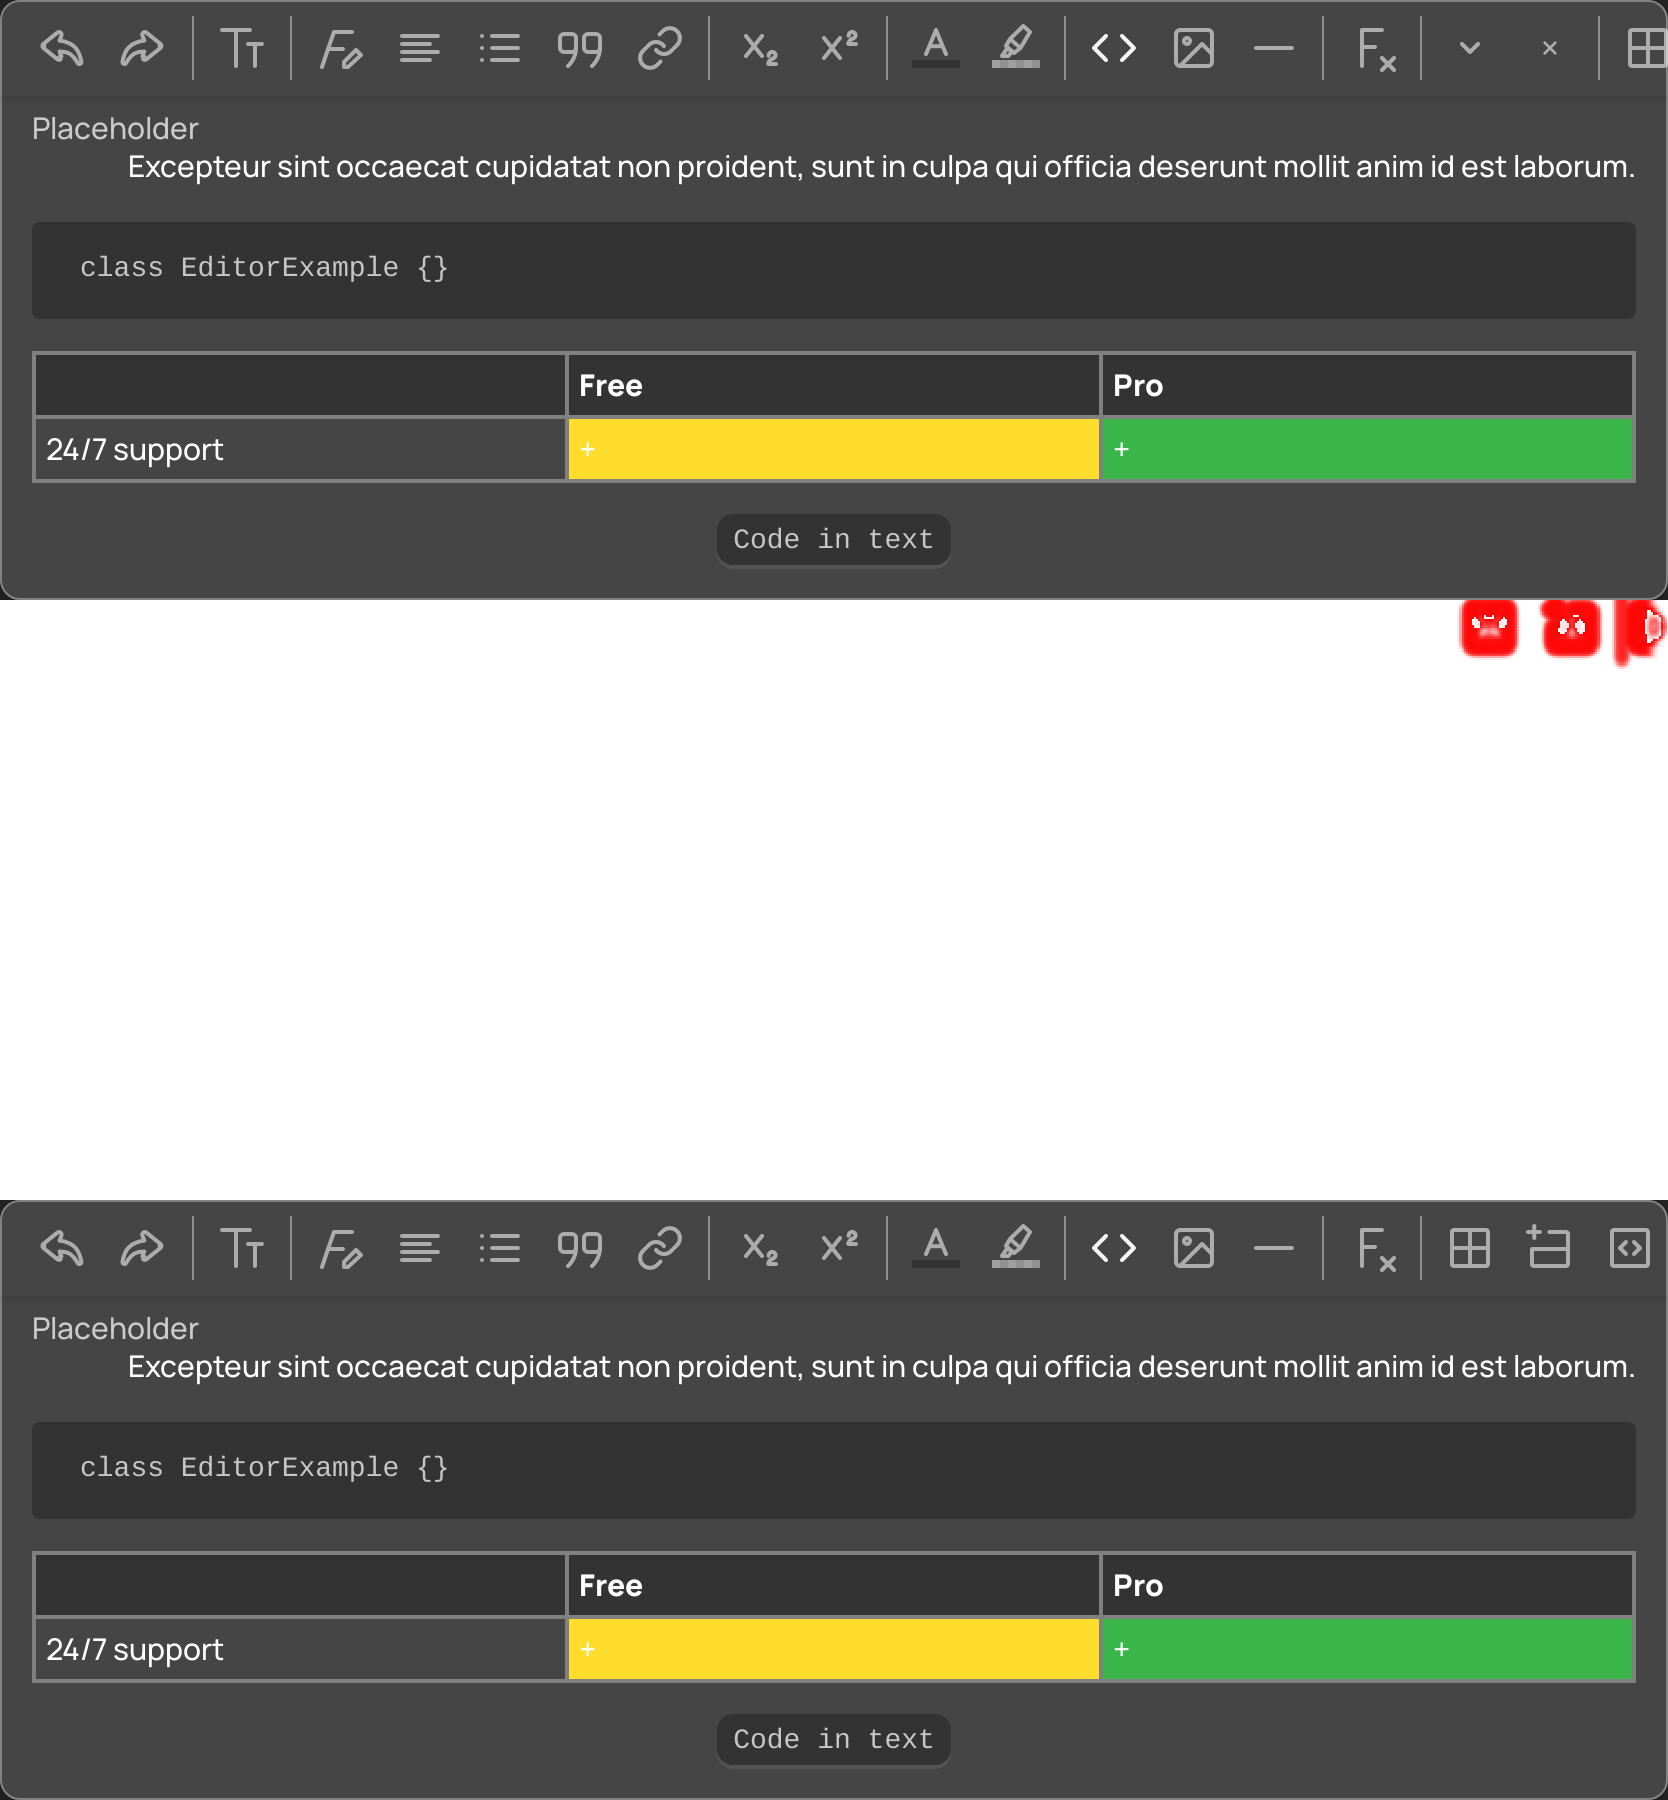 Placeholder
Excepteur sint occaecat cupidatat non proident, sunt in culpa qui officia deserunt mollit anim id est laborum.
class EditorExample {}
Free Pro
24/7 support + +
Code in text
Placeholder
Excepteur sint occaecat cupidatat non proident, sunt in culpa qui officia deserunt mollit anim id est laborum.
class EditorExample {}
Free Pro
24/7 support + +
Code in text